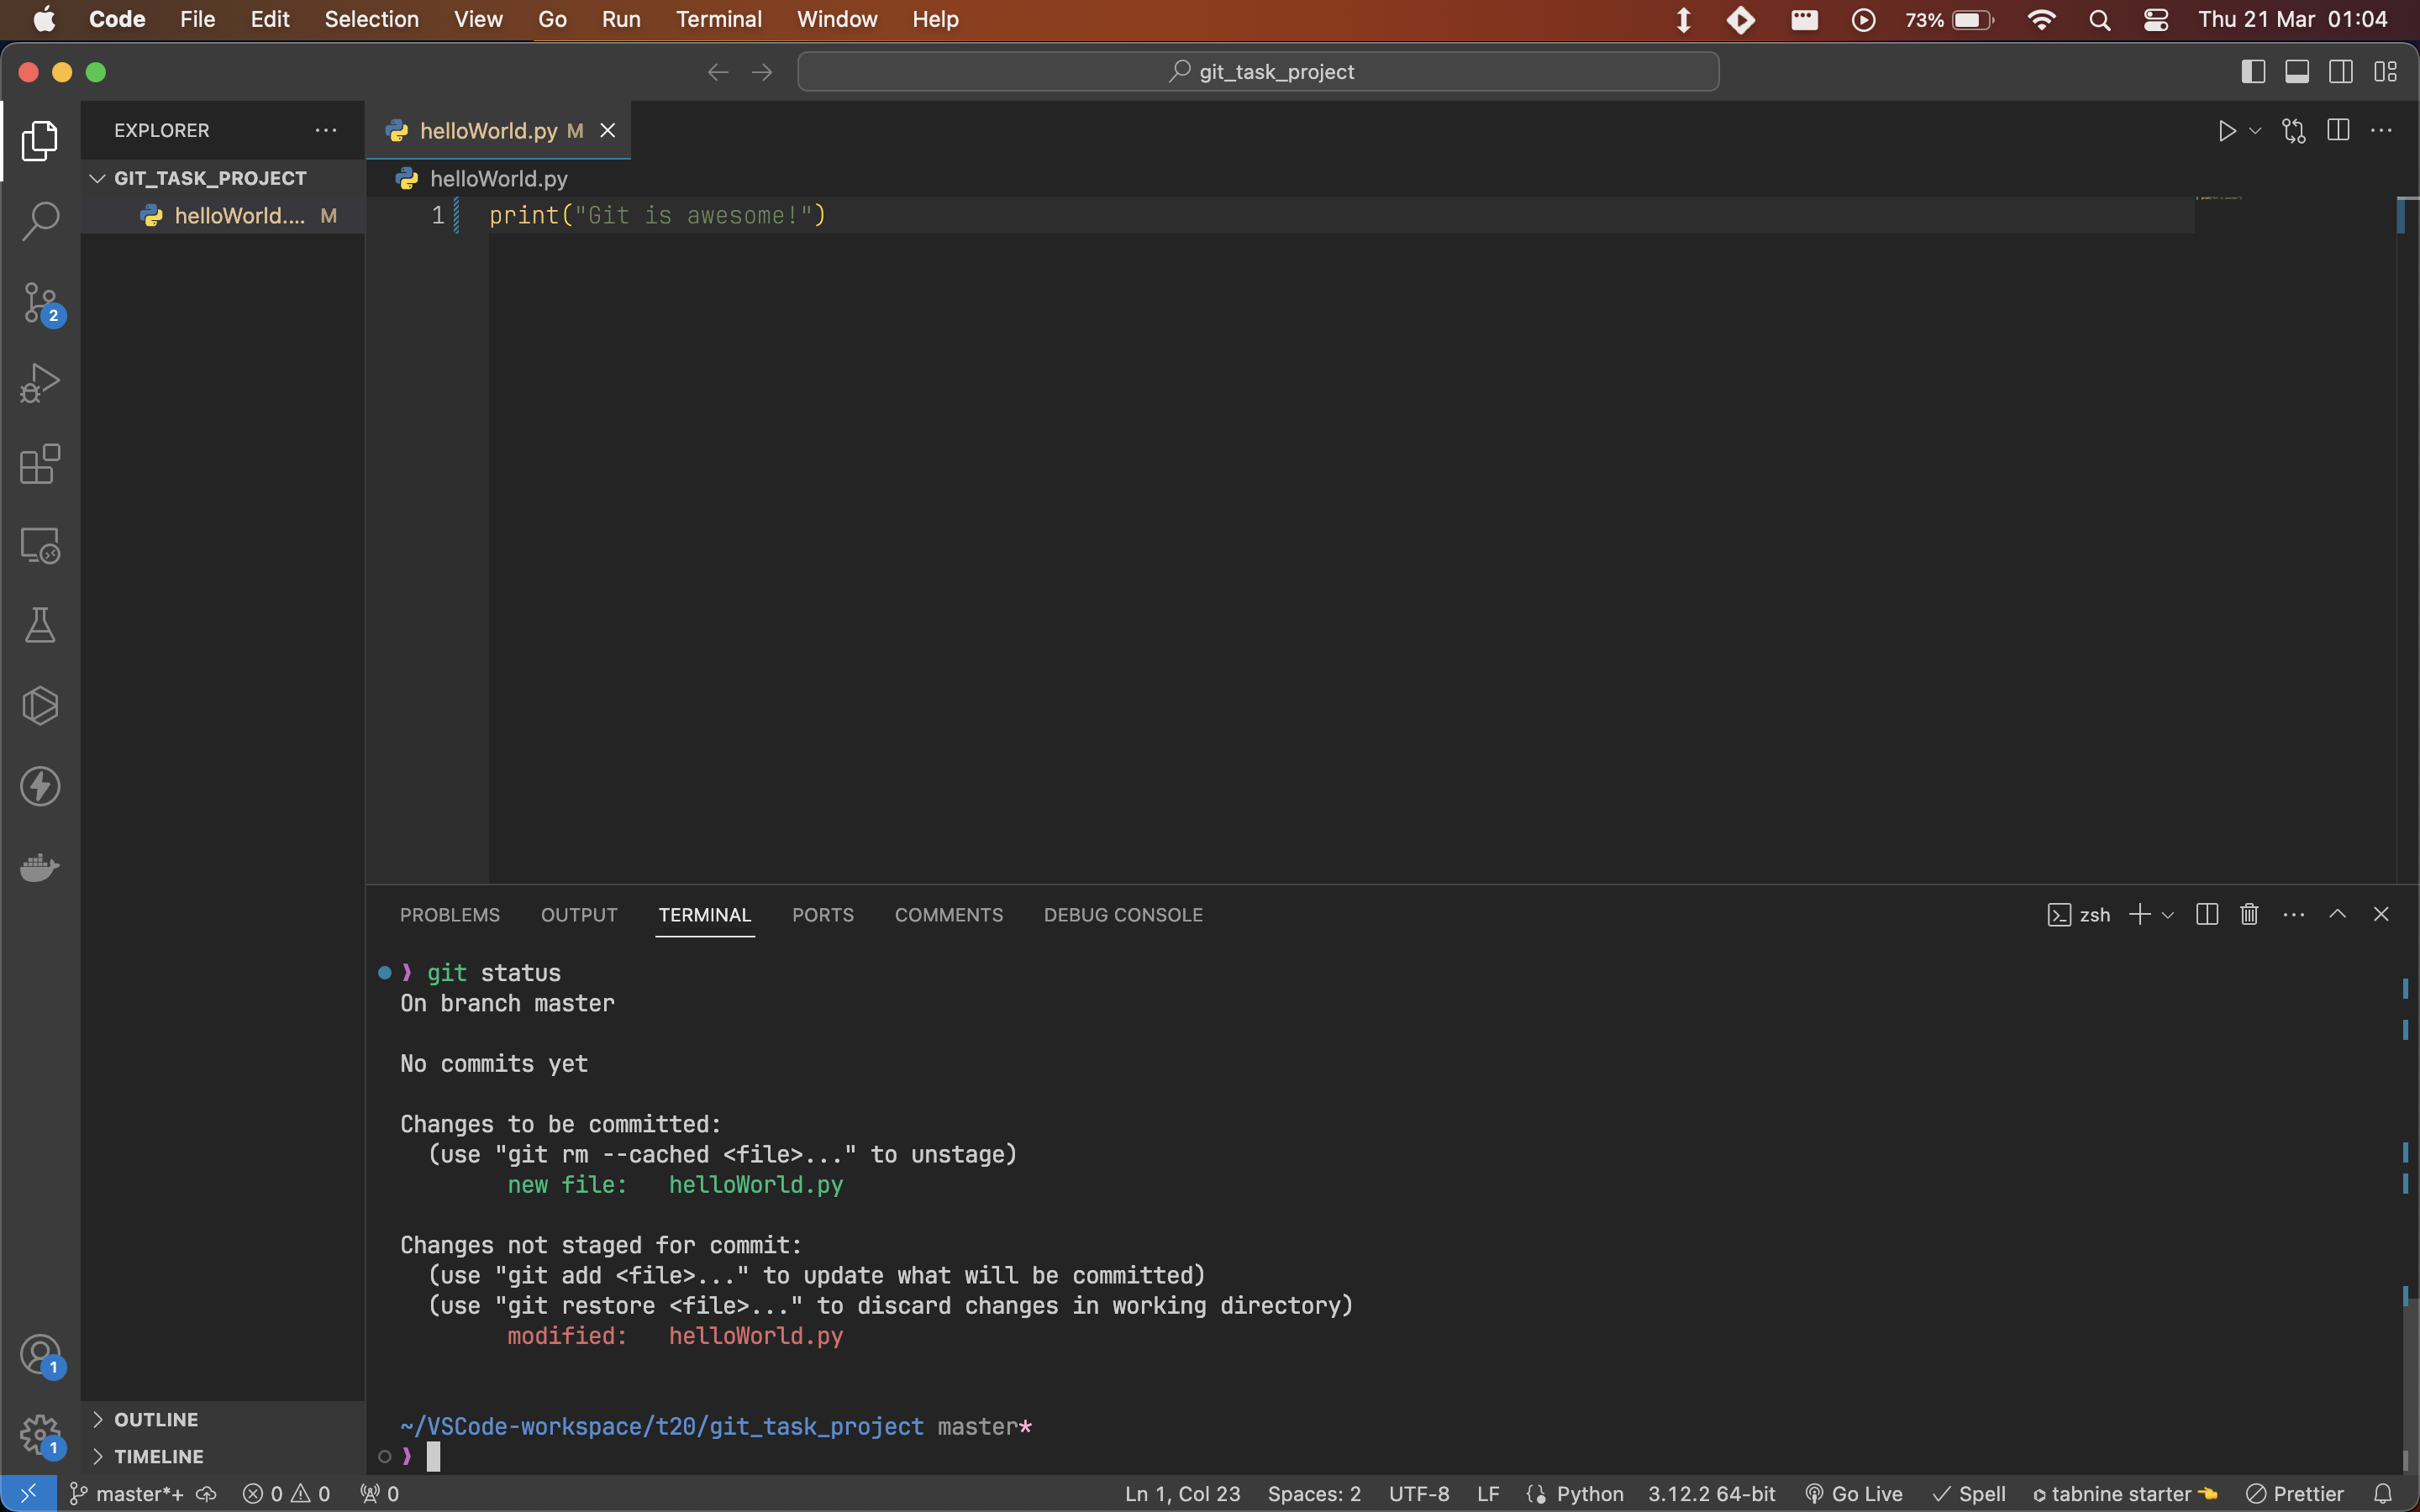 Code File Edit Selection View Go Run Terminal Window Help 73% Thu 21 Mar 01:04
git_task_project
EXPLORER
GIT_TASK_PROJECT
helloWorld.... M
helloWorld.py M
helloWorld.py
1 print("Git is awesome!")
2
PROBLEMS OUTPUT TERMINAL PORTS COMMENTS DEBUG CONSOLE zsh
❯ git status
On branch master
No commits yet
Changes to be committed:
(use "git rm --cached <file>..." to unstage)
new file: helloWorld.py
Changes not staged for commit:
(use "git add <file>..." to update what will be committed)
(use "git restore <file>..." to discard changes in working directory)
modified: helloWorld.py
~/VSCode-workspace/t20/git_task_project master*
❯
1
1
OUTLINE
TIMELINE
master*+ 0 0 0 Ln 1, Col 23 Spaces: 2 UTF-8 LF Python 3.12.2 64-bit Go Live Spell tabnine starter Prettier